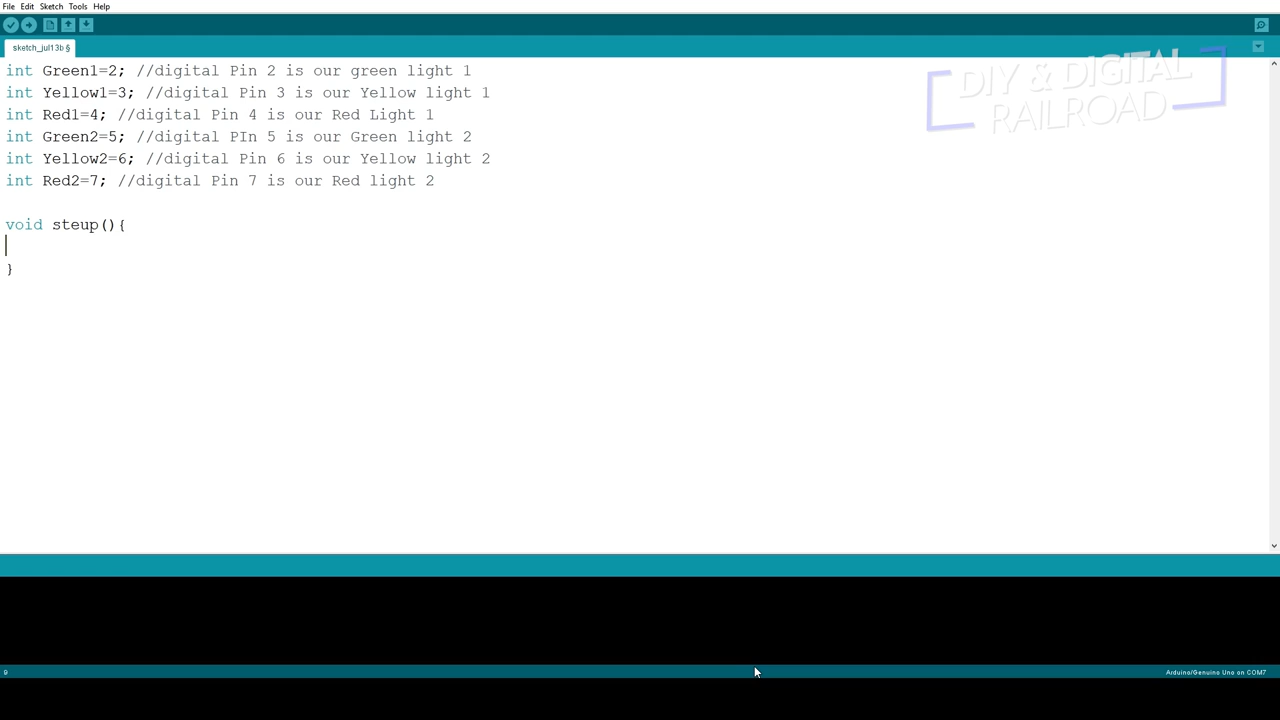 File Edit Sketch Tools Help
sketch_jul13b §
DIY & DIGITAL
RAILROAD
int Green1=2; //digital Pin 2 is our green light 1
int Yellow1=3; //digital Pin 3 is our Yellow light 1
int Red1=4; //digital Pin 4 is our Red Light 1
int Green2=5; //digital PIn 5 is our Green light 2
int Yellow2=6; //digital Pin 6 is our Yellow light 2
int Red2=7; //digital Pin 7 is our Red light 2
void steup(){
}
9
Arduino/Genuino Uno on COM7